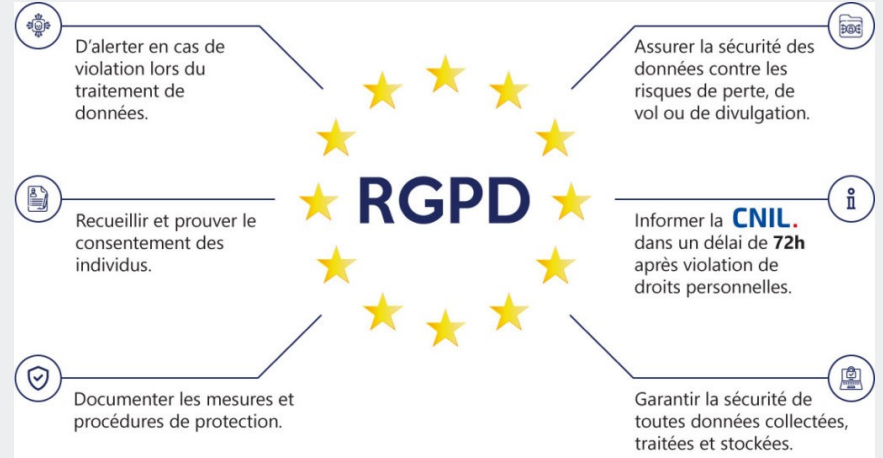 D'alerter en cas de
violation lors du
traitement de
données.
Recueillir et prouver le
consentement des
individus.
Documenter les mesures et
procédures de protection.
RGPD
Assurer la sécurité des
données contre les
risques de perte, de
vol ou de divulgation.
Informer la CNIL.
dans un délai de 72h
après violation de
droits personnelles.
Garantir la sécurité de
toutes données collectées,
traitées et stockées.